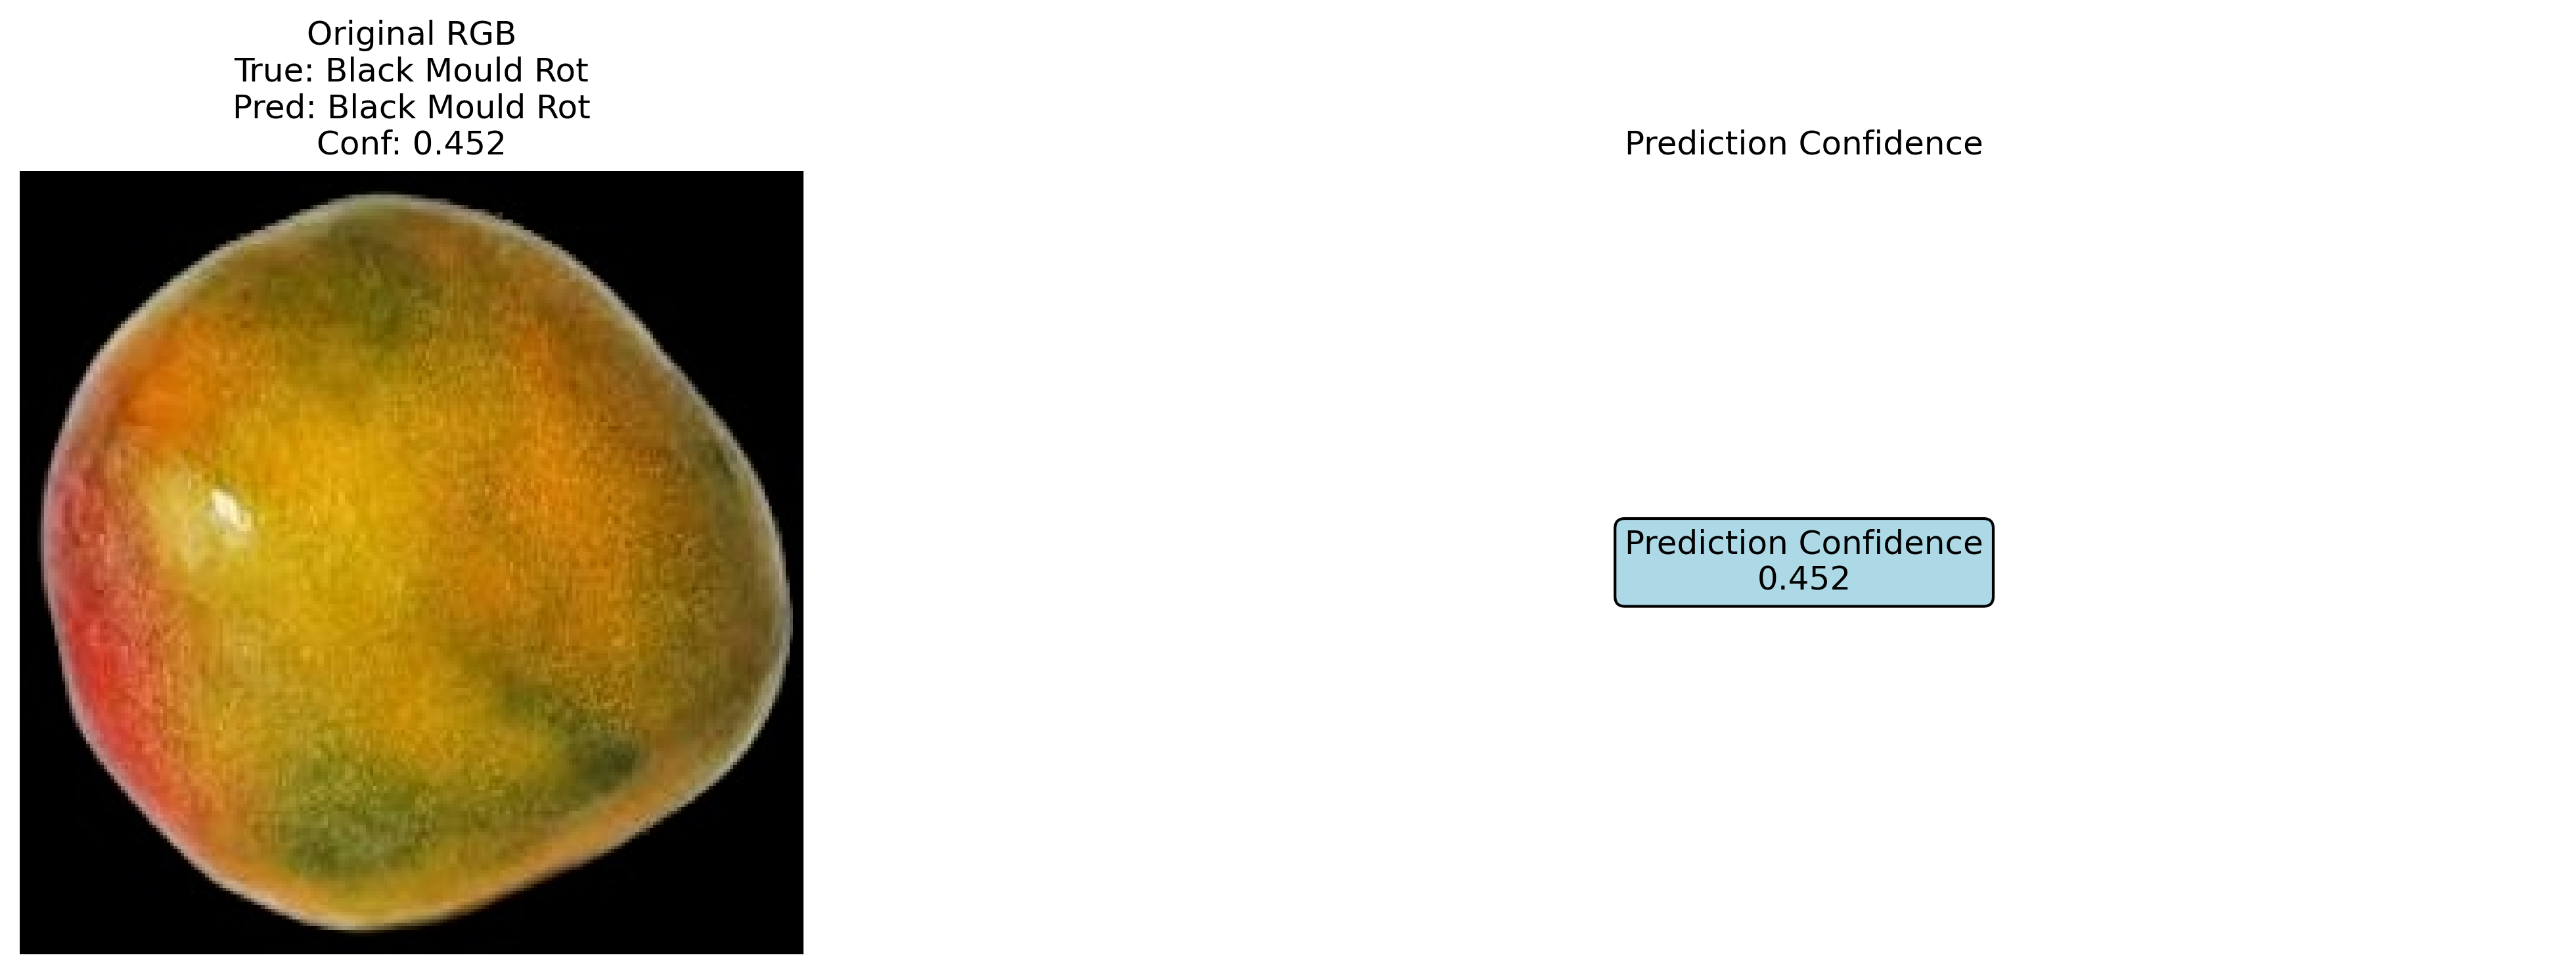 Original RGB
True: Black Mould Rot
Pred: Black Mould Rot
Conf: 0.452
Prediction Confidence
Prediction Confidence
0.452